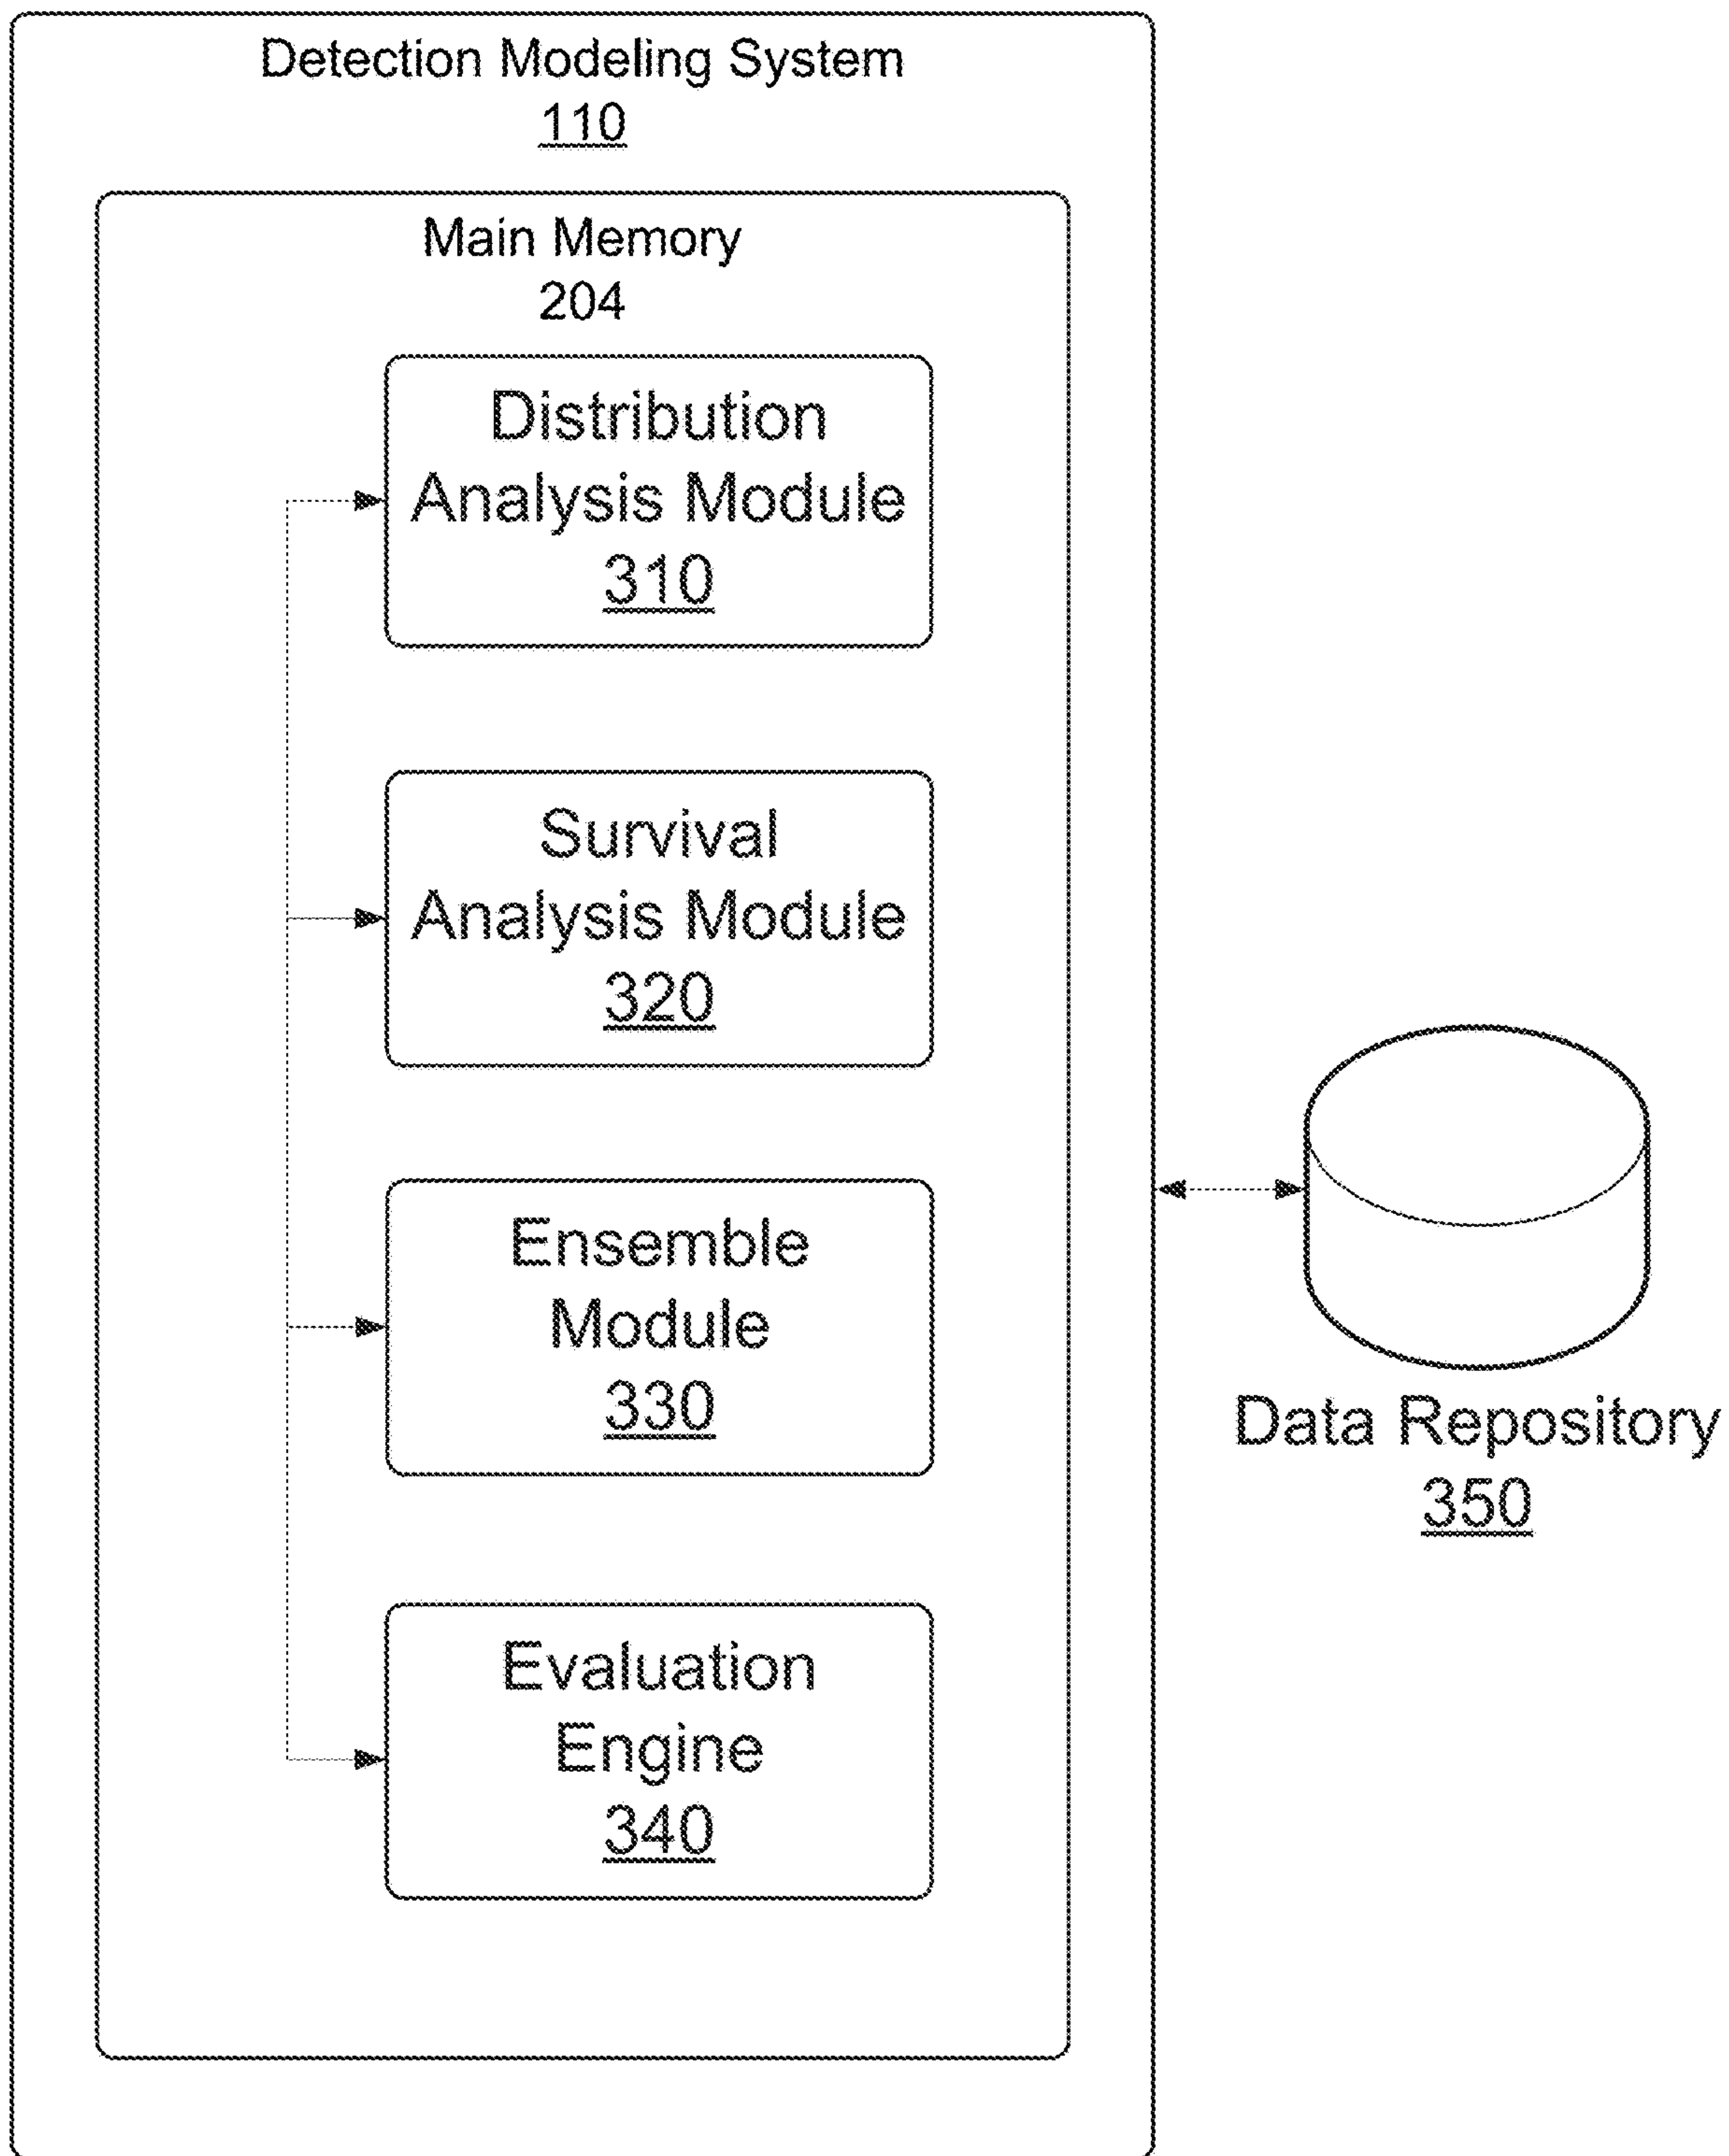 Detection Modeling System
110
Main Memory
204
Distribution
Analysis Module
310
Survival
Analysis Module
320
Ensemble
Module
330
Evaluation
Engine
340
Data Repository
350